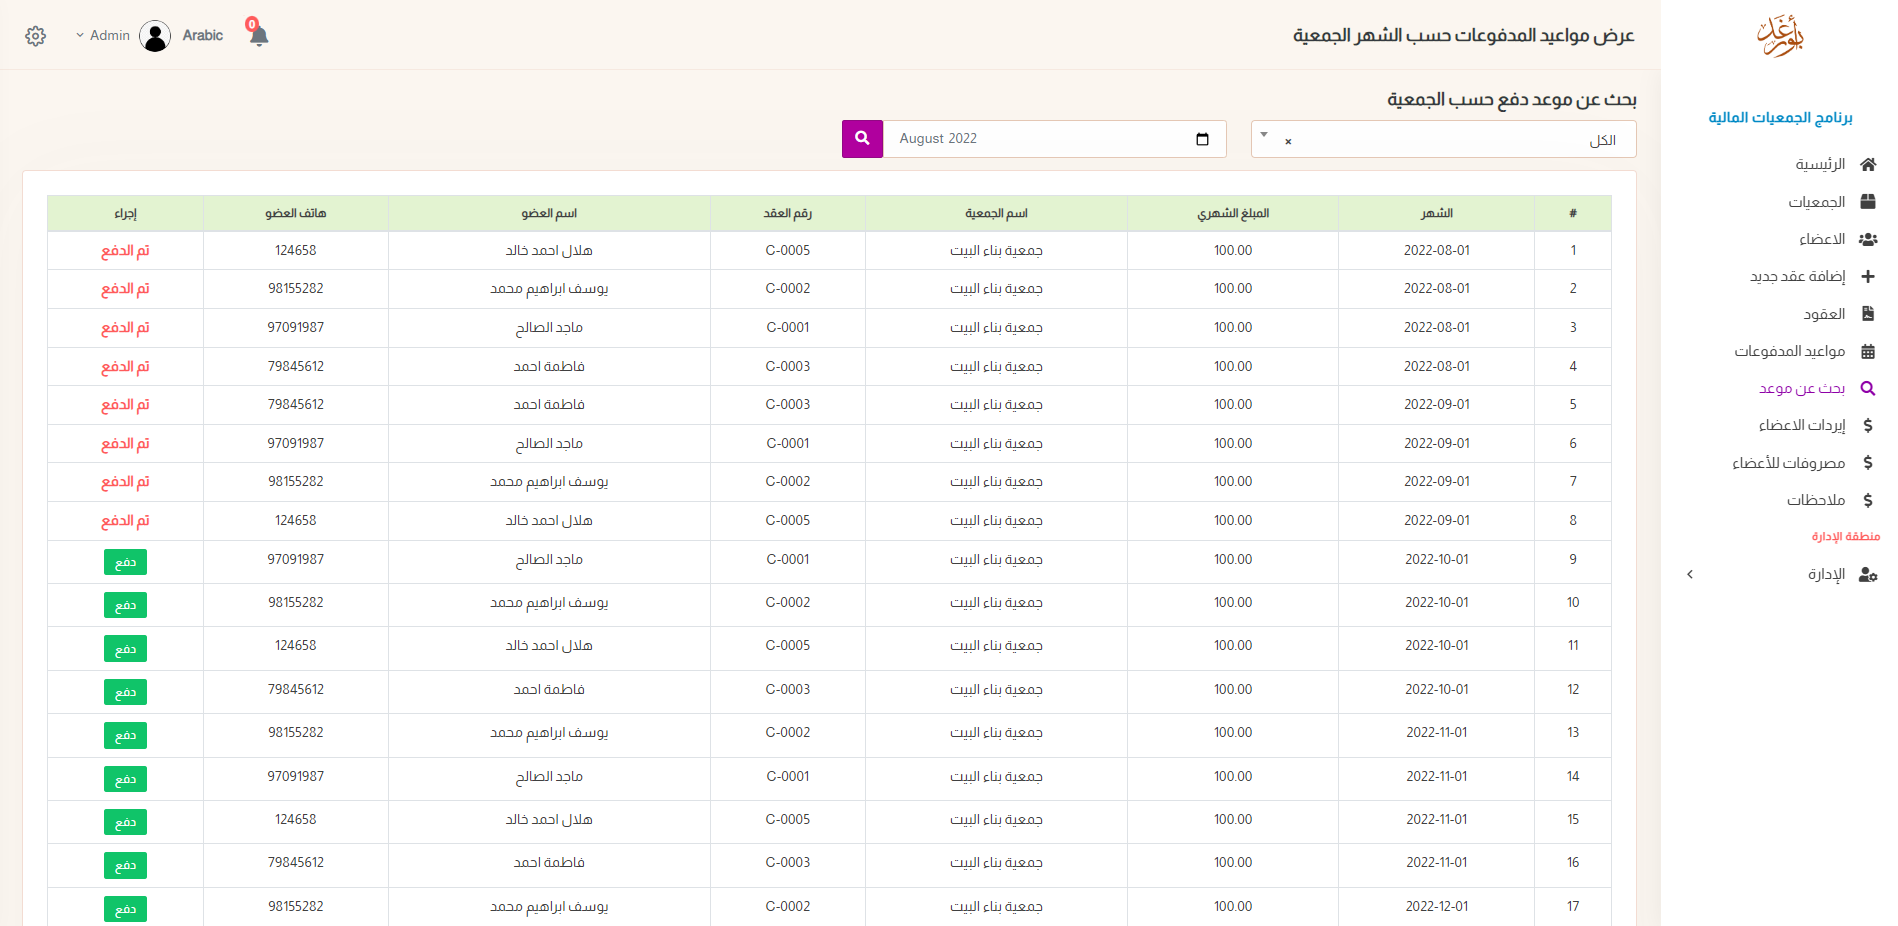 عرض مواعيد المدفوعات حسب الشهر الجمعية
0
Arabic
Admin
برنامج الجمعيات المالية
الرئيسية
الجمعيات
الاعضاء
إضافة عقد جديد
العقود
مواعيد المدفوعات
بحث عن موعد
إيردات الاعضاء
مصروفات للأعضاء
ملاحظات
منطقة الإدارة
الإدارة
بحث عن موعد دفع حسب الجمعية
الكل ×
August 2022
# الشهر المبلغ الشهري اسم الجمعية رقم العقد اسم العضو هاتف العضو إجراء
1 2022-08-01 100.00 جمعية بناء البيت C-0005 هلال احمد خالد 124658 تم الدفع
2 2022-08-01 100.00 جمعية بناء البيت C-0002 يوسف ابراهيم محمد 98155282 تم الدفع
3 2022-08-01 100.00 جمعية بناء البيت C-0001 ماجد الصالح 97091987 تم الدفع
4 2022-08-01 100.00 جمعية بناء البيت C-0003 فاطمة احمد 79845612 تم الدفع
5 2022-09-01 100.00 جمعية بناء البيت C-0003 فاطمة احمد 79845612 تم الدفع
6 2022-09-01 100.00 جمعية بناء البيت C-0001 ماجد الصالح 97091987 تم الدفع
7 2022-09-01 100.00 جمعية بناء البيت C-0002 يوسف ابراهيم محمد 98155282 تم الدفع
8 2022-09-01 100.00 جمعية بناء البيت C-0005 هلال احمد خالد 124658 تم الدفع
9 2022-10-01 100.00 جمعية بناء البيت C-0001 ماجد الصالح 97091987 دفع
10 2022-10-01 100.00 جمعية بناء البيت C-0002 يوسف ابراهيم محمد 98155282 دفع
11 2022-10-01 100.00 جمعية بناء البيت C-0005 هلال احمد خالد 124658 دفع
12 2022-10-01 100.00 جمعية بناء البيت C-0003 فاطمة احمد 79845612 دفع
13 2022-11-01 100.00 جمعية بناء البيت C-0002 يوسف ابراهيم محمد 98155282 دفع
14 2022-11-01 100.00 جمعية بناء البيت C-0001 ماجد الصالح 97091987 دفع
15 2022-11-01 100.00 جمعية بناء البيت C-0005 هلال احمد خالد 124658 دفع
16 2022-11-01 100.00 جمعية بناء البيت C-0003 فاطمة احمد 79845612 دفع
17 2022-12-01 100.00 جمعية بناء البيت C-0002 يوسف ابراهيم محمد 98155282 دفع